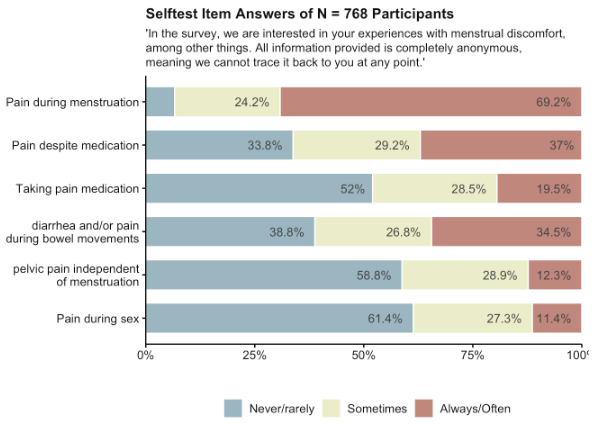 Selftest Item Answers of N = 768 Participants
'In the survey, we are interested in your experiences with menstrual discomfort,
among other things. All information provided is completely anonymous,
meaning we cannot trace it back to you at any point.'
Pain during menstruation 24.2% 69.2%
Pain despite medication 33.8% 29.2% 37%
Taking pain medication 52% 28.5% 19.5%
diarrhea and/or pain
during bowel movements 38.8% 26.8% 34.5%
pelvic pain independent
of menstruation 58.8% 28.9% 12.3%
Pain during sex 61.4% 27.3% 11.4%
0% 25% 50% 75% 100%
Never/rarely Sometimes Always/Often